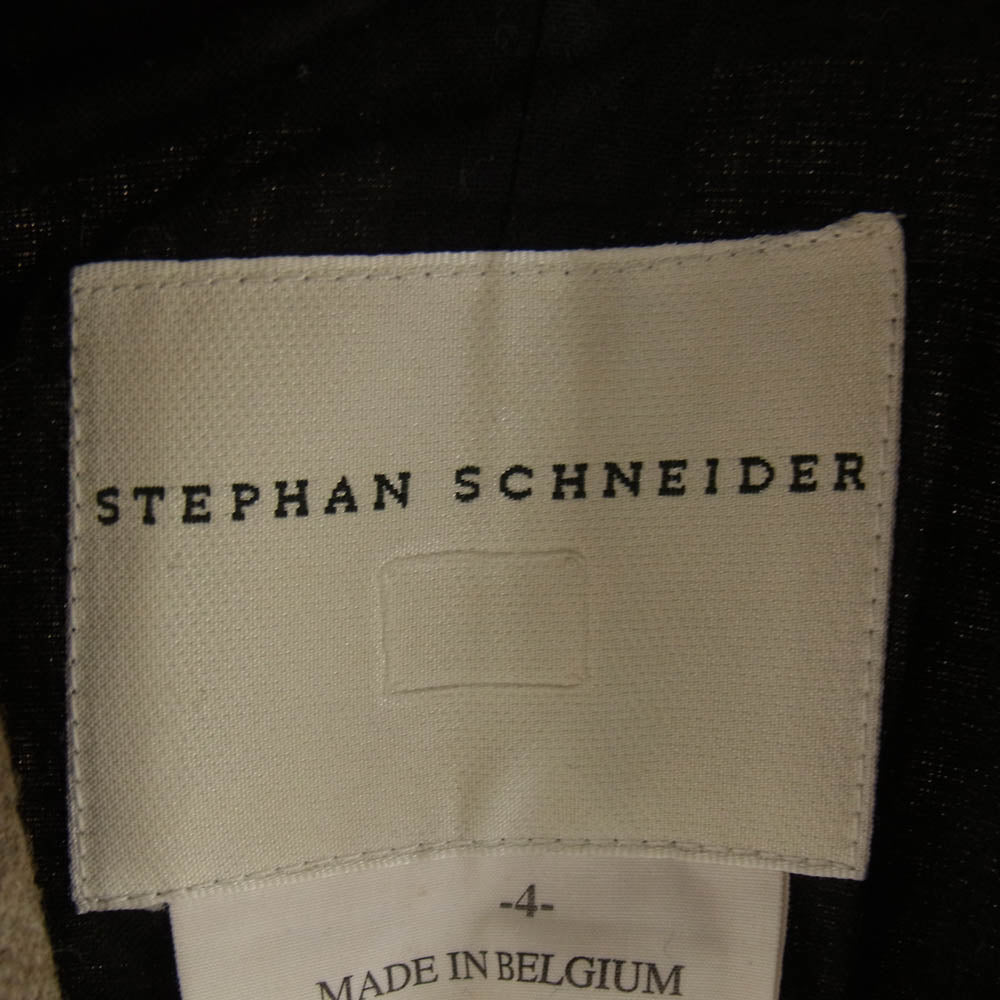 STEPHAN SCHNEIDER
-4-
MADE IN BELGIUM